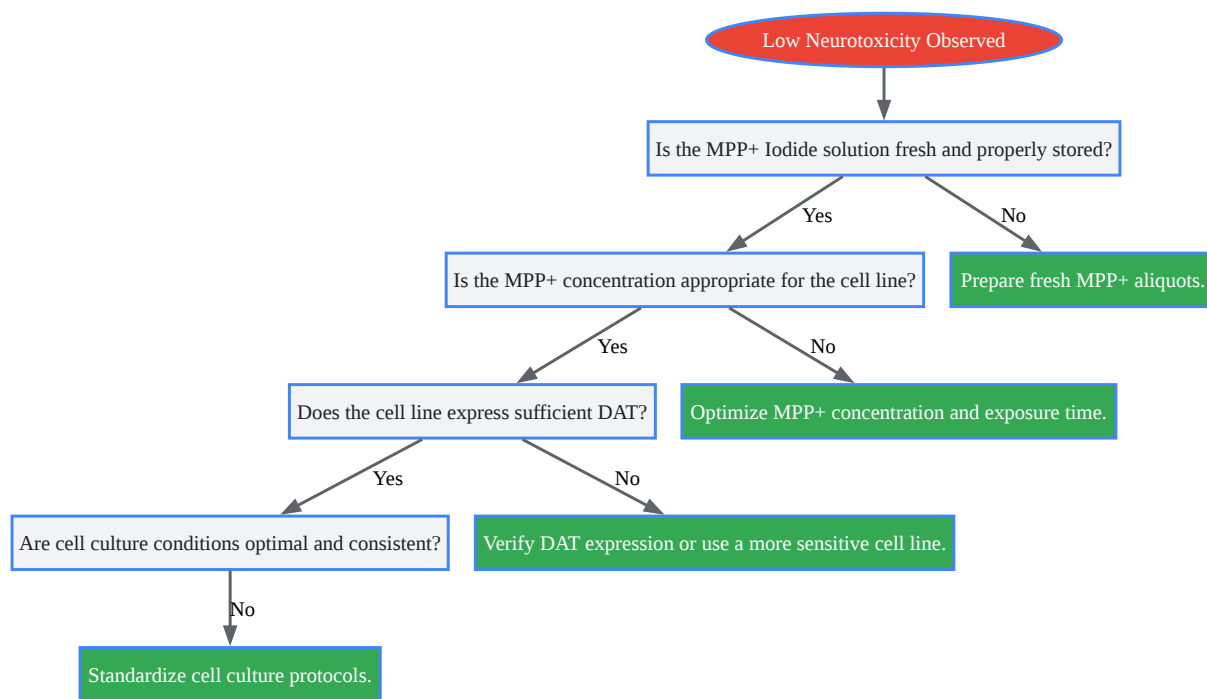 Low Neurotoxicity Observed
Is the MPP+ Iodide solution fresh and properly stored?
Yes
No
Is the MPP+ concentration appropriate for the cell line?
Prepare fresh MPP+ aliquots.
Yes
No
Does the cell line express sufficient DAT?
Optimize MPP+ concentration and exposure time.
Yes
No
Are cell culture conditions optimal and consistent?
Verify DAT expression or use a more sensitive cell line.
No
Standardize cell culture protocols.